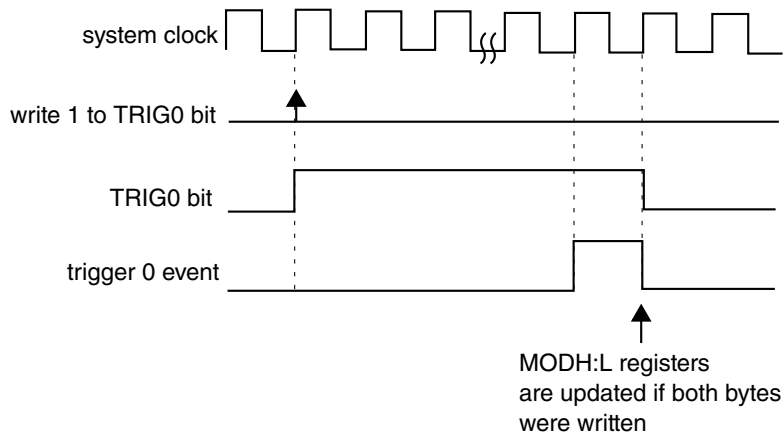 system clock
write 1 to TRIG0 bit
TRIG0 bit
trigger 0 event
MODH:L registers
are updated if both bytes
were written